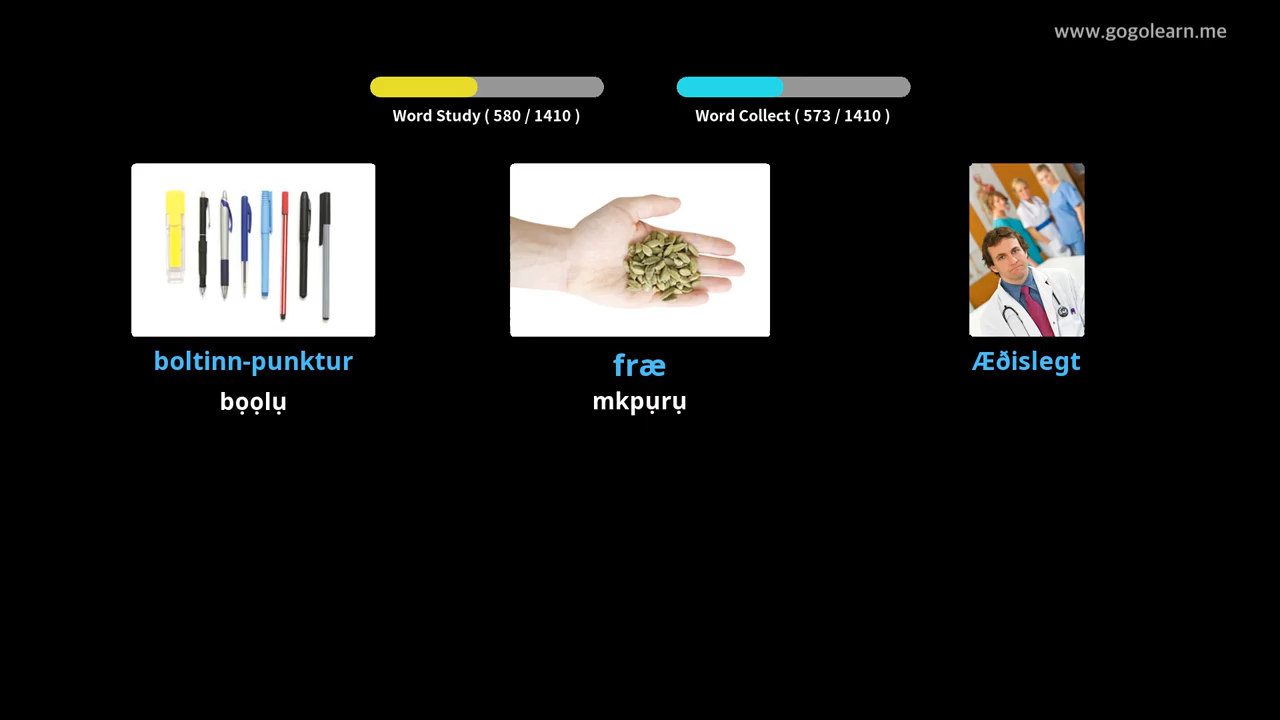 www.gogolearn.me
Word Study ( 580 / 1410 )
Word Collect ( 573 / 1410 )
boltinn-punktur
bọọlụ
fræ
mkpụrụ
Æðislegt